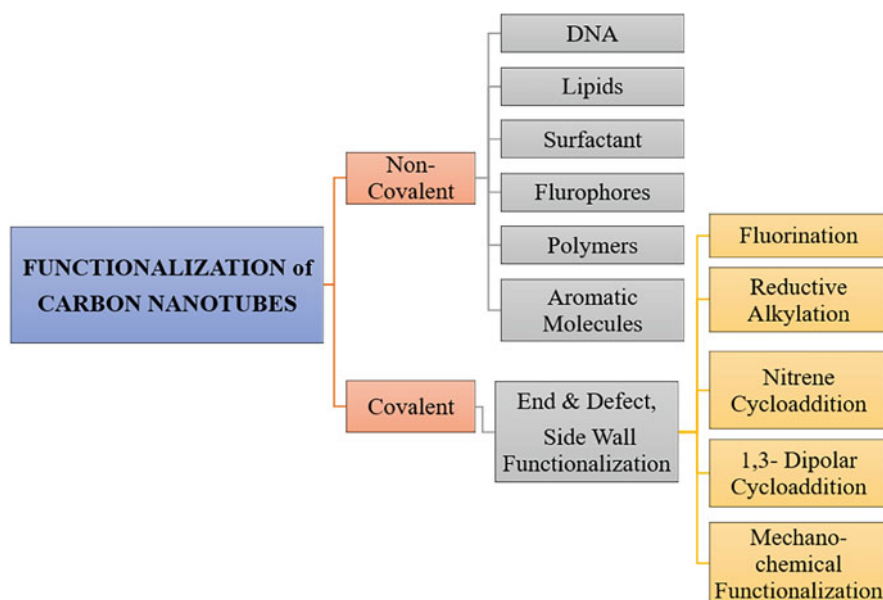 FUNCTIONALIZATION of
CARBON NANOTUBES
Non-
Covalent
DNA
Lipids
Surfactant
Flurophores
Polymers
Aromatic
Molecules
Covalent
End & Defect,
Side Wall
Functionalization
Fluorination
Reductive
Alkylation
Nitrene
Cycloaddition
1,3- Dipolar
Cycloaddition
Mechano-
chemical
Functionalization